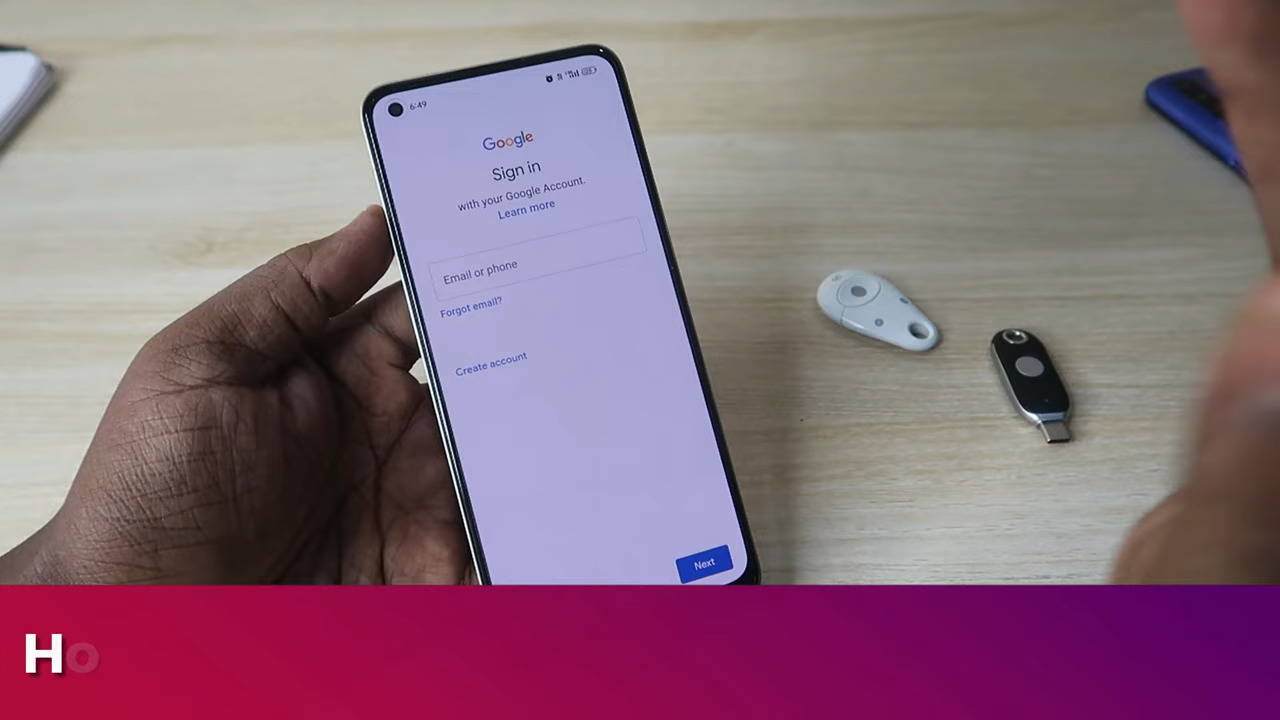 6:49
Google
Sign in
with your Google Account.
Learn more
Email or phone
Forgot email?
Create account
Next
Ho